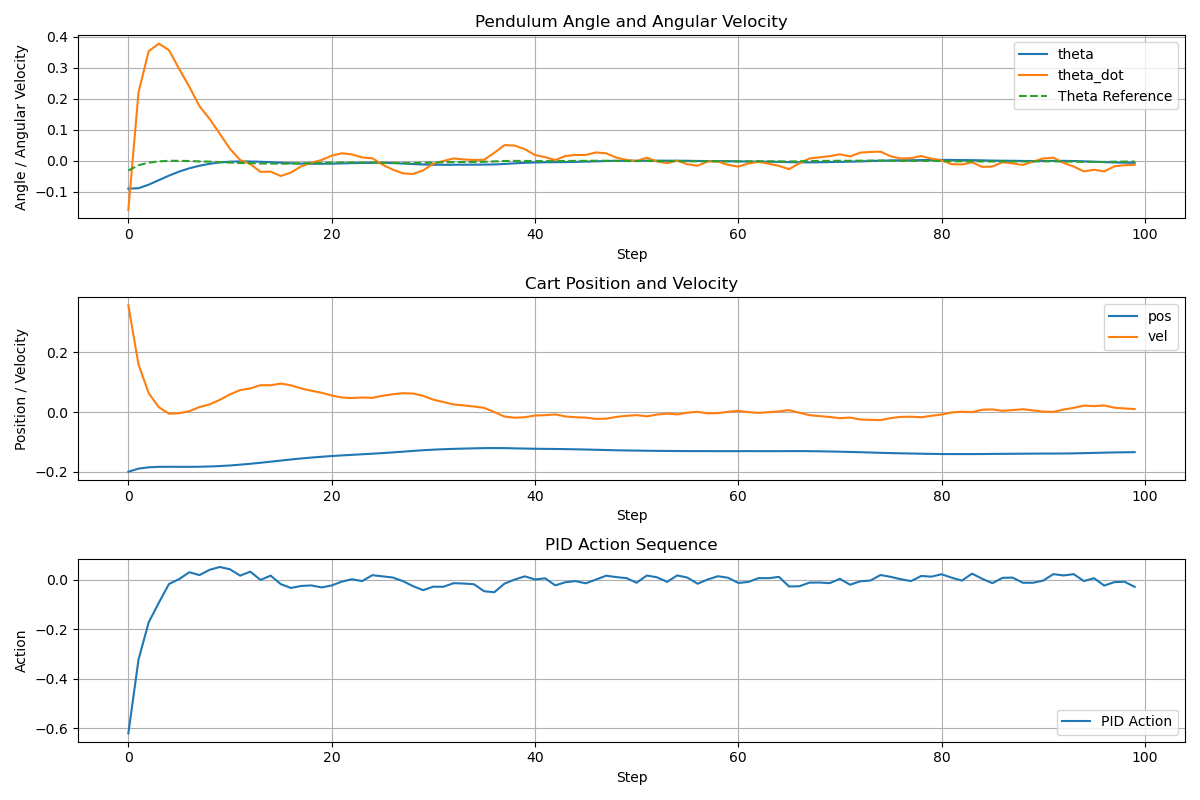 Pendulum Angle and Angular Velocity
Angle / Angular Velocity
0.4
0.3
0.2
0.1
0.0
−0.1
theta
theta_dot
Theta Reference
0 20 40 60 80 100
Step
Cart Position and Velocity
Position / Velocity
0.2
0.0
−0.2
pos
vel
0 20 40 60 80 100
Step
PID Action Sequence
Action
0.0
−0.2
−0.4
−0.6
PID Action
0 20 40 60 80 100
Step